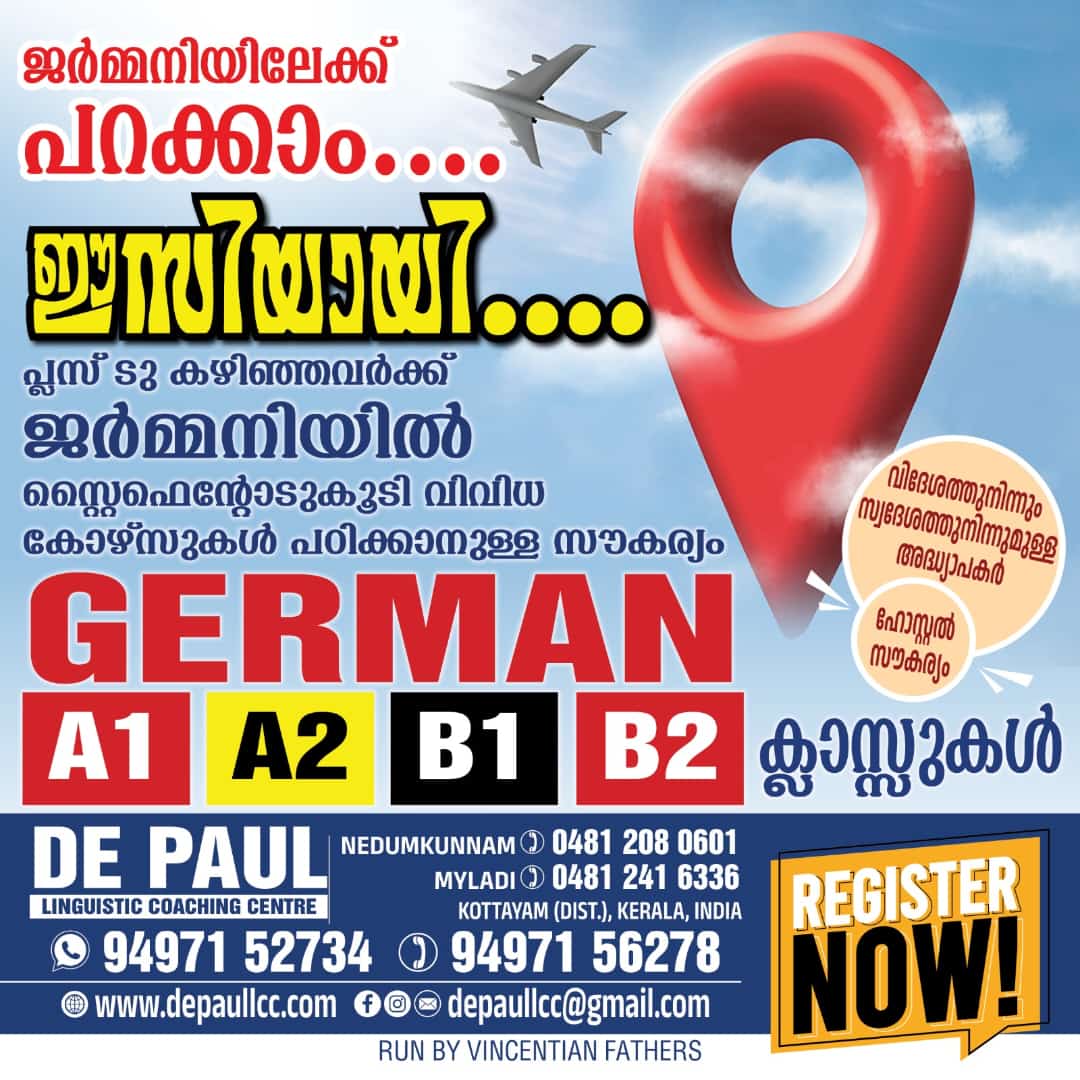 ജർമ്മനിയിലേക്ക്
പറക്കാം....
ഈസിയായി....
പ്ലസ് ടു കഴിഞ്ഞവർക്ക്
ജർമ്മനിയിൽ
സ്റ്റൈഫെന്റോടുകൂടി വിവിധ
കോഴ്സുകൾ പഠിക്കാനുള്ള സൗകര്യം
വിദേശത്തുനിന്നും
സ്വദേശത്തുനിന്നുമുള്ള
അദ്ധ്യാപകർ
ഹോസ്റ്റൽ
സൗകര്യം
GERMAN
A1 A2 B1 B2 ക്ലാസ്സുകൾ
DE PAUL
LINGUISTIC COACHING CENTRE
NEDUMKUNNAM 0481 208 0601
MYLADI 0481 241 6336
KOTTAYAM (DIST.), KERALA, INDIA
94971 52734 94971 56278
www.depaullcc.com depaullcc@gmail.com
REGISTER
NOW!
RUN BY VINCENTIAN FATHERS